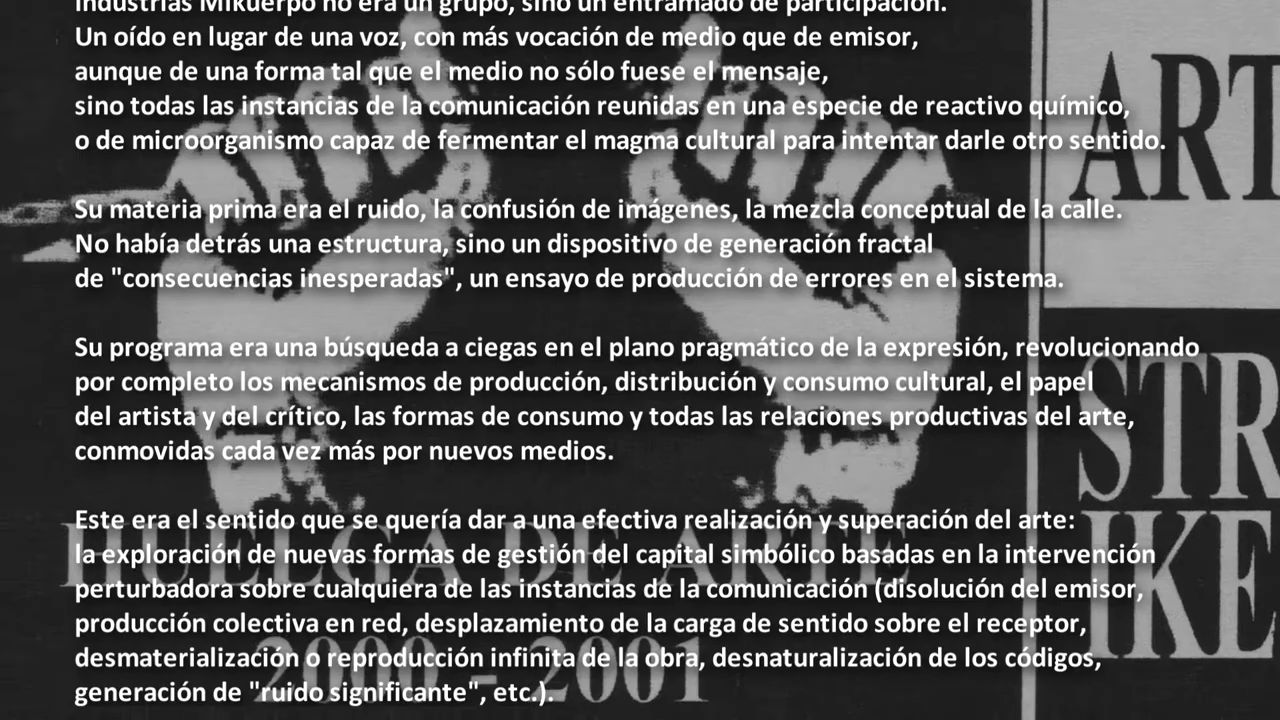 Industrias Mikuerpo no era un grupo, sino un entramado de participación.
Un oído en lugar de una voz, con más vocación de medio que de emisor,
aunque de una forma tal que el medio no sólo fuese el mensaje,
sino todas las instancias de la comunicación reunidas en una especie de reactivo químico,
o de microorganismo capaz de fermentar el magma cultural para intentar darle otro sentido.
Su materia prima era el ruido, la confusión de imágenes, la mezcla conceptual de la calle.
No había detrás una estructura, sino un dispositivo de generación fractal
de "consecuencias inesperadas", un ensayo de producción de errores en el sistema.
Su programa era una búsqueda a ciegas en el plano pragmático de la expresión, revolucionando
por completo los mecanismos de producción, distribución y consumo cultural, el papel
del artista y del crítico, las formas de consumo y todas las relaciones productivas del arte,
conmovidas cada vez más por nuevos medios.
Este era el sentido que se quería dar a una efectiva realización y superación del arte:
la exploración de nuevas formas de gestión del capital simbólico basadas en la intervención
perturbadora sobre cualquiera de las instancias de la comunicación (disolución del emisor,
producción colectiva en red, desplazamiento de la carga de sentido sobre el receptor,
desmaterialización o reproducción infinita de la obra, desnaturalización de los códigos,
generación de "ruido significante", etc.).
HUELGA DE ARTE
2000 - 2001
ART
STR
IKE